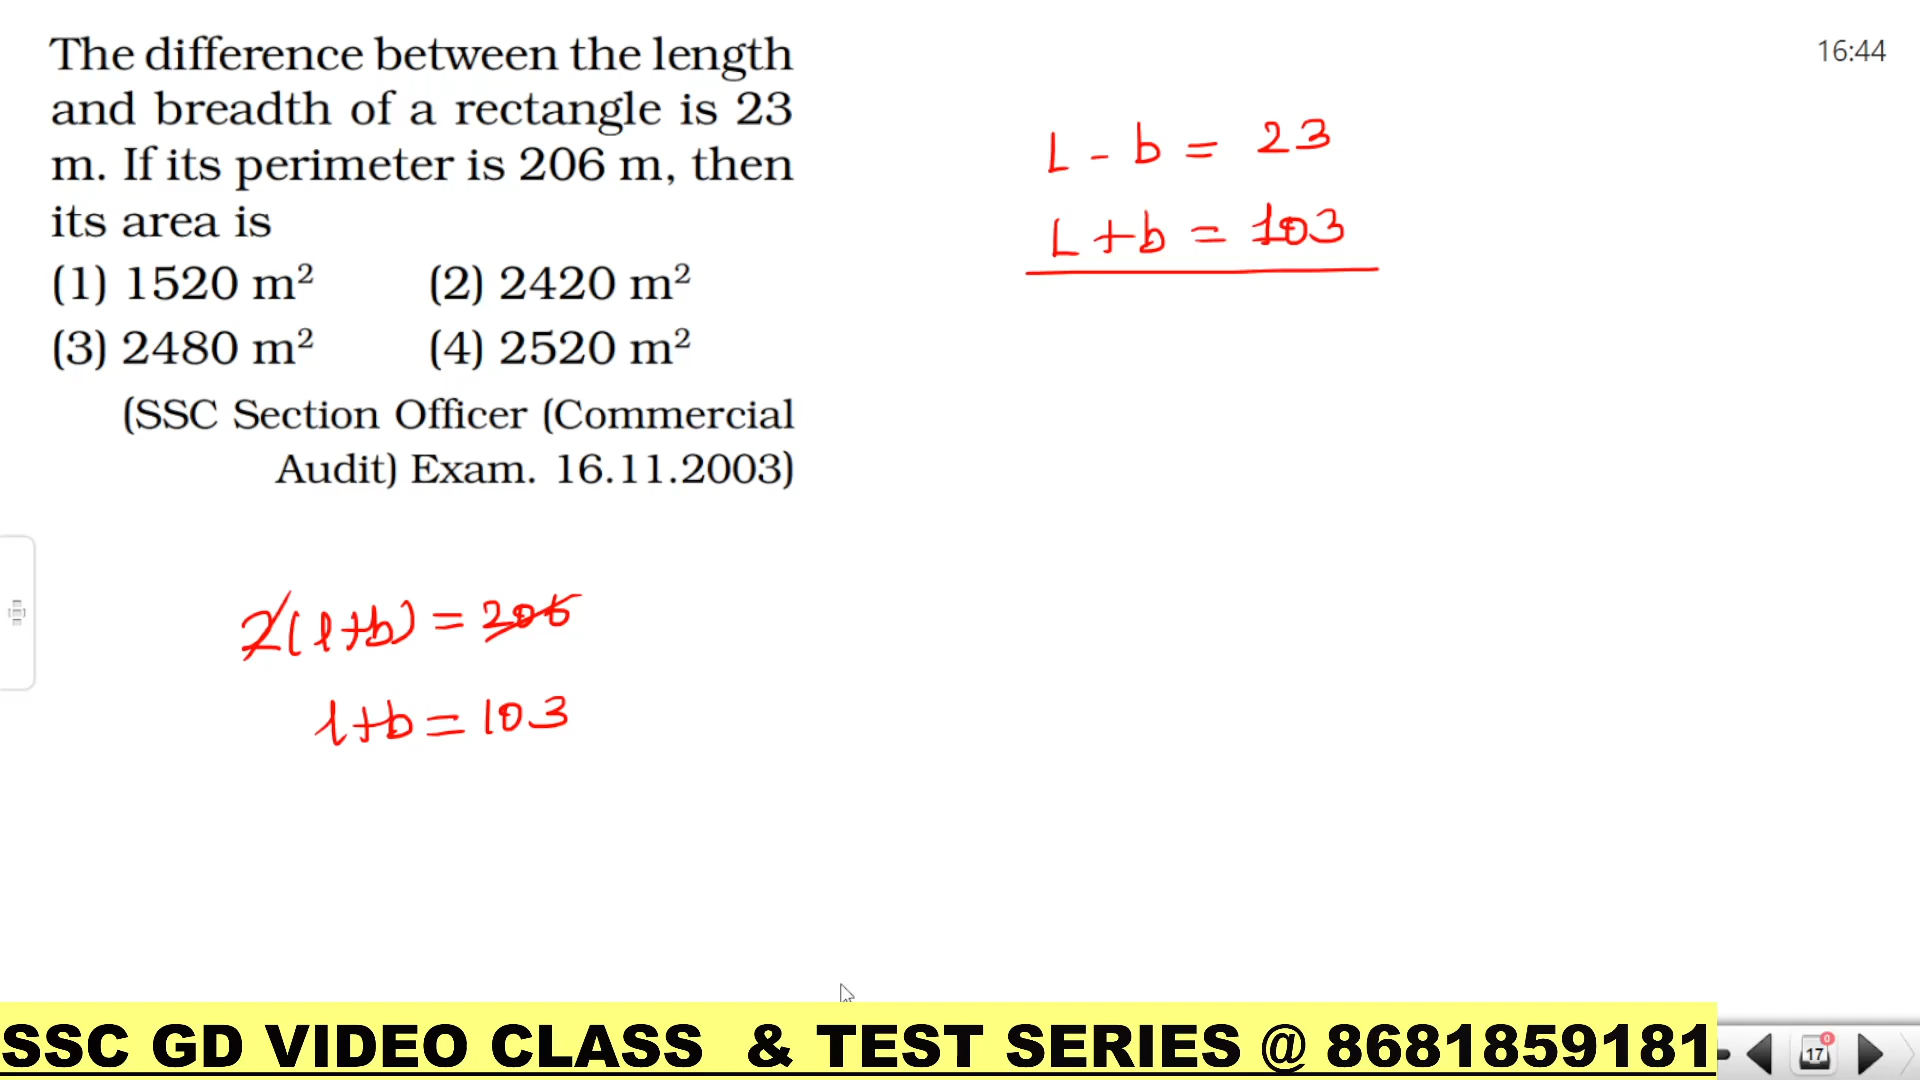 The difference between the length
and breadth of a rectangle is 23
m. If its perimeter is 206 m, then
its area is
(1) 1520 m² (2) 2420 m²
(3) 2480 m² (4) 2520 m²
(SSC Section Officer (Commercial
Audit) Exam. 16.11.2003)
2(l+b) = 206
l+b = 103
16:44
L - b = 23
L + b = 103
SSC GD VIDEO CLASS & TEST SERIES @ 8681859181
17
0